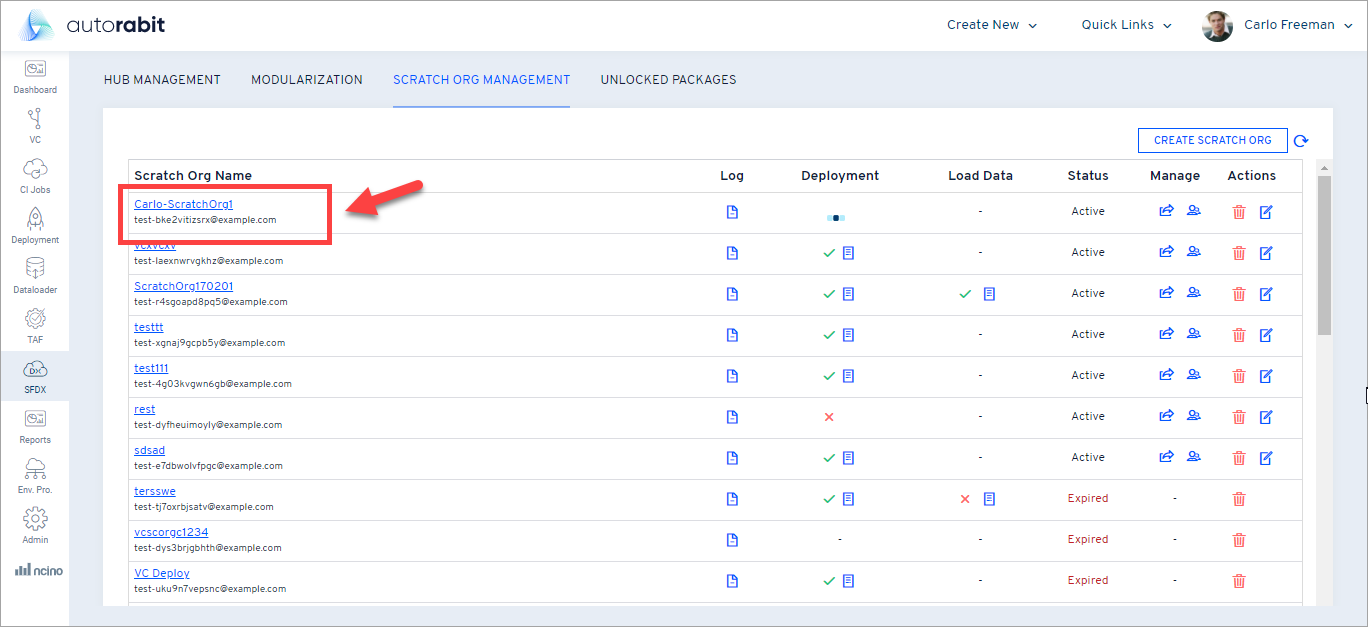 autorabit
Create New
Quick Links
Carlo Freeman
Dashboard
VC
CI Jobs
Deployment
Dataloader
TAF
DX
SFDX
Reports
Env. Pro.
Admin
ncino
HUB MANAGEMENT
MODULARIZATION
SCRATCH ORG MANAGEMENT
UNLOCKED PACKAGES
CREATE SCRATCH ORG
Scratch Org Name Log Deployment Load Data Status Manage Actions
Carlo-ScratchOrg1 - Active
test-bke2vitizsrx@example.com
vcxvcxv - Active
test-laexnwrvgkhz@example.com
ScratchOrg170201 Active
test-r4sgoapd8pq5@example.com
testtt - Active
test-xgnaj9gcpb5y@example.com
test111 - Active
test-4g03kvgwn6gb@example.com
rest - Active
test-dyfheuimoyly@example.com
sdsad - Active
test-e7dbwolvfpgc@example.com
tersswe Expired -
test-tj7oxrbjsatv@example.com
vcscorgc1234 - - Expired -
test-dys3brjgbhth@example.com
VC Deploy - Expired -
test-uku9n7vepsnc@example.com